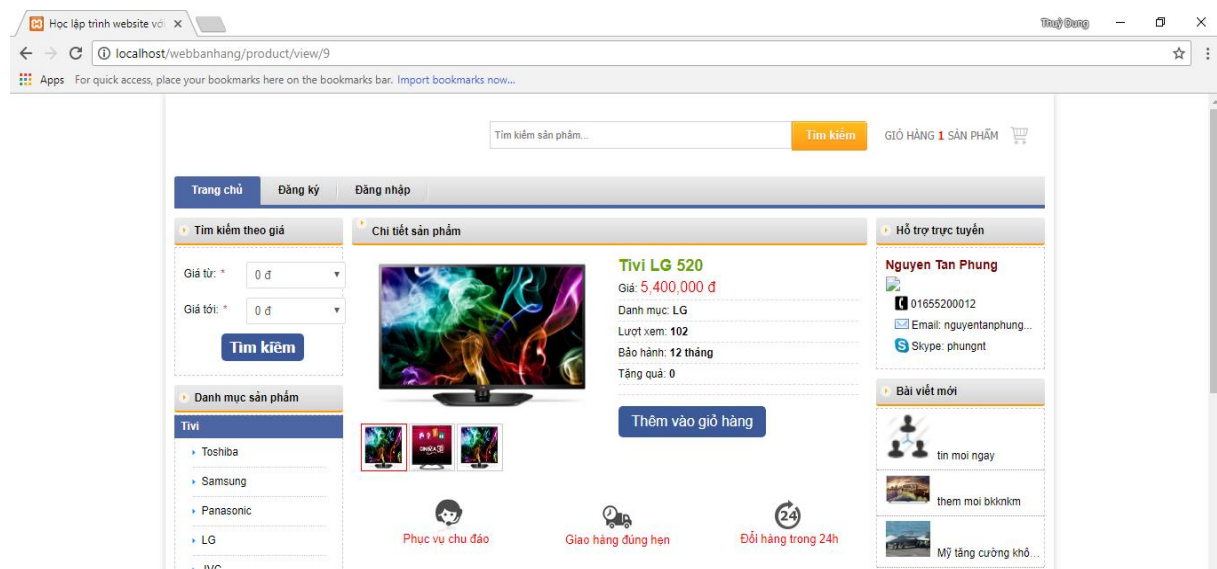 Học lập trình website với
Thuỳ Dung
localhost/webbanhang/product/view/9
Apps For quick access, place your bookmarks here on the bookmarks bar. Import bookmarks now...
Tìm kiếm sản phẩm...
Tìm kiếm
GIỎ HÀNG 1 SẢN PHẨM
Trang chủ
Đăng ký
Đăng nhập
Tìm kiếm theo giá
Giá từ: *
0 đ
Giá tới: *
0 đ
Tìm kiếm
Danh mục sản phẩm
Tivi
Toshiba
Samsung
Panasonic
LG
JVC
Chi tiết sản phẩm
Tivi LG 520
Giá: 5,400,000 đ
Danh mục: LG
Lượt xem: 102
Bảo hành: 12 tháng
Tặng quà: 0
Thêm vào giỏ hàng
Phục vụ chu đáo
Giao hàng đúng hẹn
24
Đổi hàng trong 24h
Hỗ trợ trực tuyến
Nguyen Tan Phung
01655200012
Email: nguyentanphung...
Skype: phungnt
Bài viết mới
tin moi ngay
them moi bkknkm
Mỹ tăng cường khô...